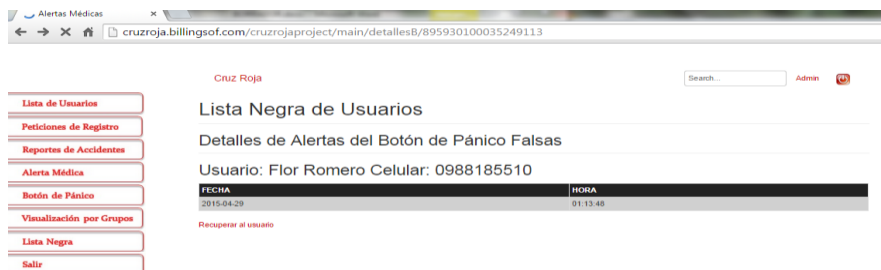 Alertas Médicas
cruzroja.billingsof.com/cruzrojaproject/main/detallesB/895930100035249113
Cruz Roja
Search...
Admin
Lista de Usuarios
Peticiones de Registro
Reportes de Accidentes
Alerta Médica
Botón de Pánico
Visualización por Grupos
Lista Negra
Salir
Lista Negra de Usuarios
Detalles de Alertas del Botón de Pánico Falsas
Usuario: Flor Romero Celular: 0988185510
FECHA HORA
2015-04-29 01:13:48
Recuperar al usuario